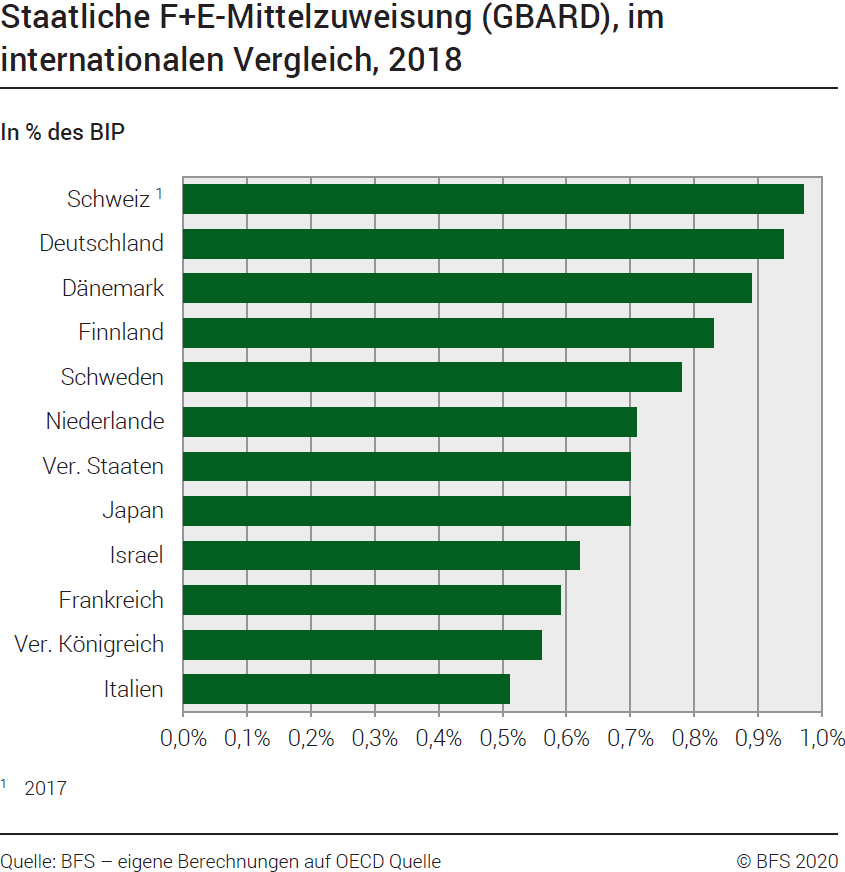 Staatliche F+E-Mittelzuweisung (GBARD), im
internationalen Vergleich, 2018
In % des BIP
Schweiz ¹
Deutschland
Dänemark
Finnland
Schweden
Niederlande
Ver. Staaten
Japan
Israel
Frankreich
Ver. Königreich
Italien
0,0% 0,1% 0,2% 0,3% 0,4% 0,5% 0,6% 0,7% 0,8% 0,9% 1,0%
¹ 2017
Quelle: BFS – eigene Berechnungen auf OECD Quelle © BFS 2020